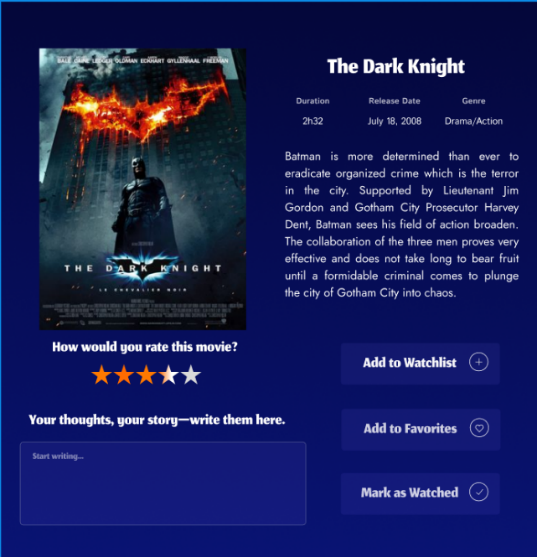 BALE CAINE LEDGER OLDMAN ECKHART GYLLENHAAL FREEMAN
THE DARK KNIGHT
LE CHEVALIER NOIR
The Dark Knight
Duration Release Date Genre
2h32 July 18, 2008 Drama/Action
Batman is more determined than ever to
eradicate organized crime which is the terror
in the city. Supported by Lieutenant Jim
Gordon and Gotham City Prosecutor Harvey
Dent, Batman sees his field of action broaden.
The collaboration of the three men proves very
effective and does not take long to bear fruit
until a formidable criminal comes to plunge
the city of Gotham City into chaos.
How would you rate this movie?
Your thoughts, your story—write them here.
Start writing...
Add to Watchlist
Add to Favorites
Mark as Watched